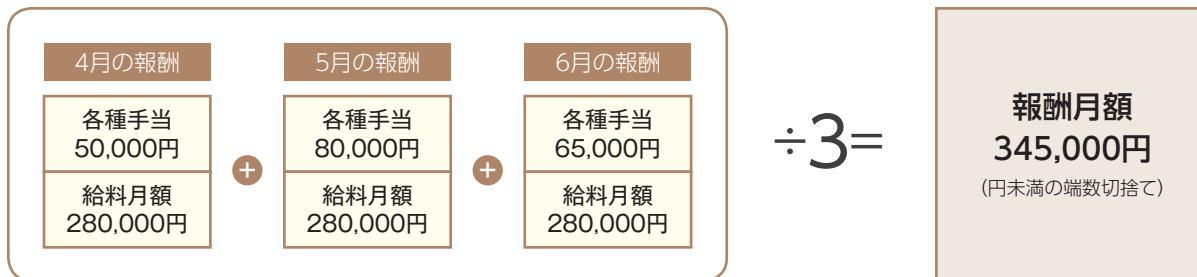 4月の報酬
各種手当
50,000円
給料月額
280,000円
+
5月の報酬
各種手当
80,000円
給料月額
280,000円
+
6月の報酬
各種手当
65,000円
給料月額
280,000円
÷3=
報酬月額
345,000円
(円未満の端数切捨て)